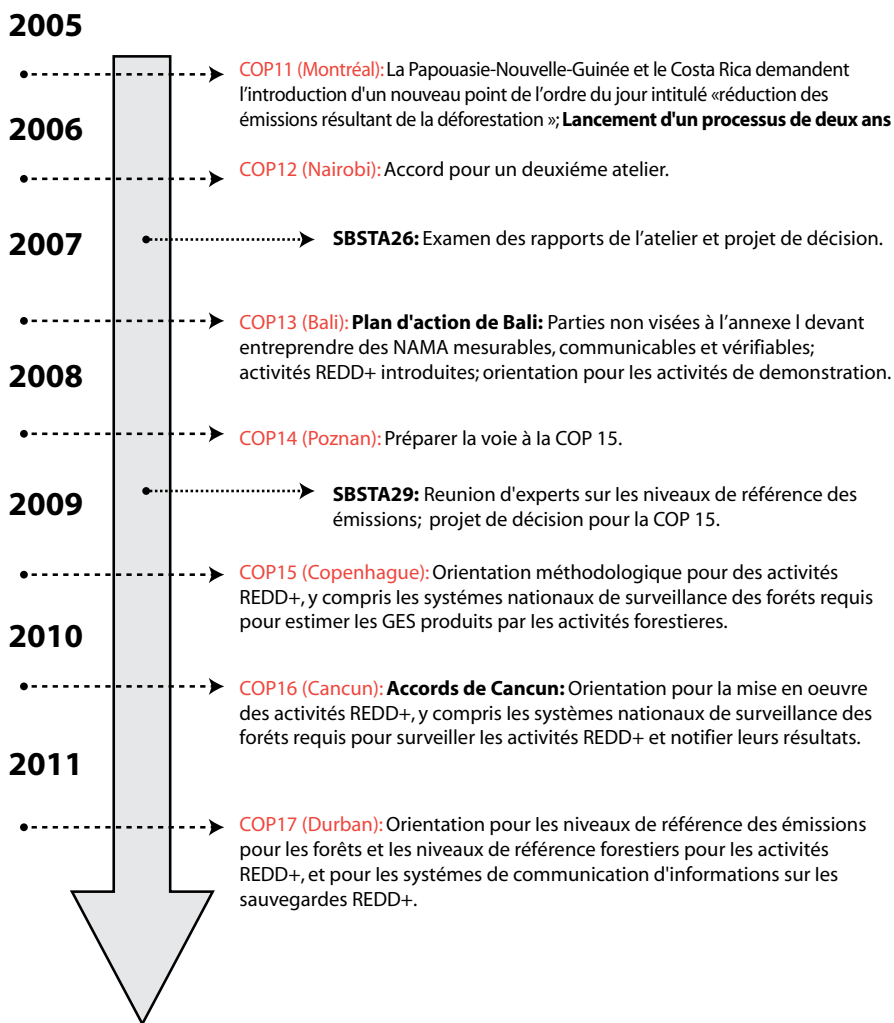 2005
COP11 (Montréal): La Papouasie-Nouvelle-Guinée et le Costa Rica demandent
l’introduction d'un nouveau point de l’ordre du jour intitulé «réduction des
émissions résultant de la déforestation »; Lancement d'un processus de deux ans
2006
COP12 (Nairobi): Accord pour un deuxiéme atelier.
2007
SBSTA26: Examen des rapports de l’atelier et projet de décision.
COP13 (Bali): Plan d'action de Bali: Parties non visées à l’annexe I devant
entreprendre des NAMA mesurables, communicables et vérifiables;
activités REDD+ introduites; orientation pour les activités de demonstration.
2008
COP14 (Poznan): Préparer la voie à la COP 15.
2009
SBSTA29: Reunion d'experts sur les niveaux de référence des
émissions; projet de décision pour la COP 15.
COP15 (Copenhague): Orientation méthodologique pour des activités
REDD+, y compris les systémes nationaux de surveillance des foréts requis
pour estimer les GES produits par les activités forestieres.
2010
COP16 (Cancun): Accords de Cancun: Orientation pour la mise en oeuvre
des activités REDD+, y compris les systèmes nationaux de surveillance des
foréts requis pour surveiller les activités REDD+ et notifier leurs résultats.
2011
COP17 (Durban): Orientation pour les niveaux de référence des émissions
pour les forêts et les niveaux de référence forestiers pour les activités
REDD+, et pour les systémes de communication d'informations sur les
sauvegardes REDD+.